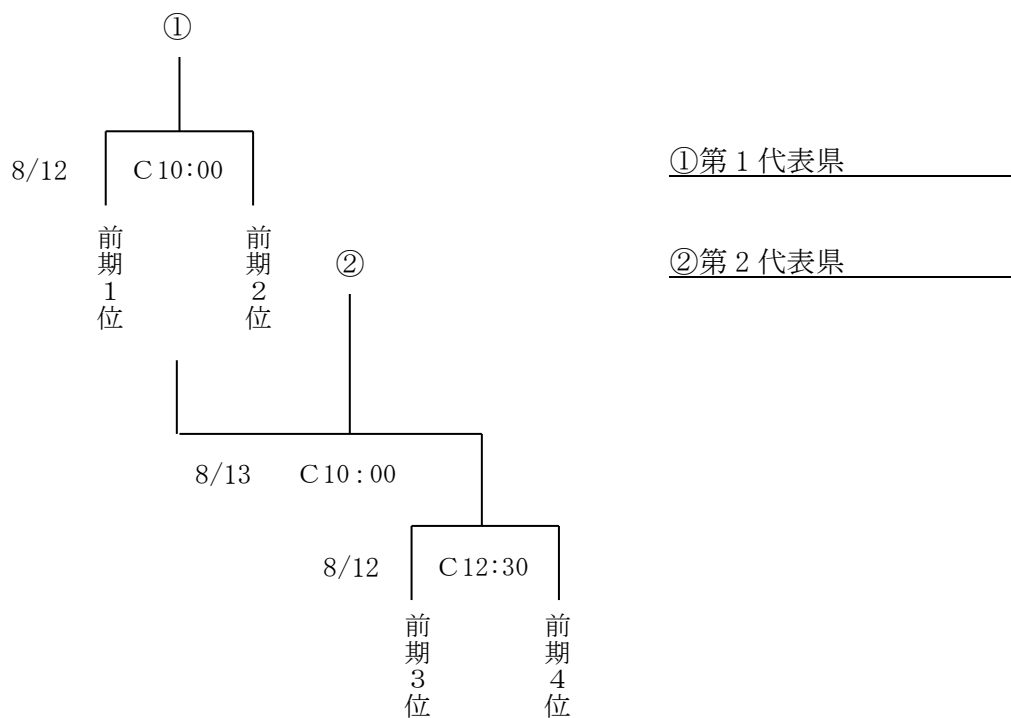 ①
8/12
C10:00
①第1代表県
前期1位
前期2位
②
②第2代表県
8/13
C10:00
8/12
C12:30
前期3位
前期4位